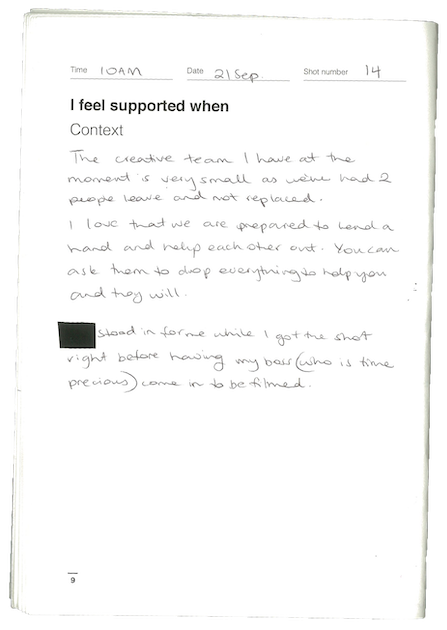 Time 10AM Date 21 Sep. Shot number 14
I feel supported when
Context
The creative team I have at the
moment is very small as we've had 2
people leave and not replaced.
I love that we are prepared to lend a
hand and help each other out. You can
ask them to drop everything to help you
and they will.
stood in for me while I got the shot
right before having my boss (who is time
precious) come in to be filmed.
9